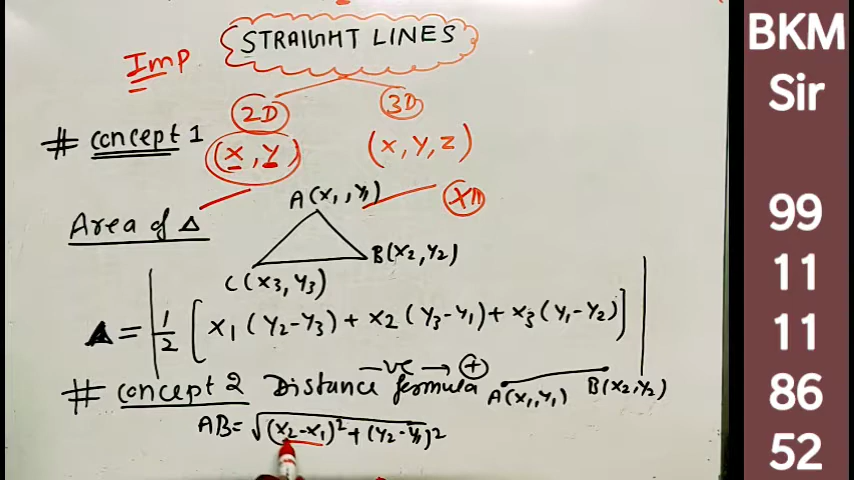 STRAIGHT LINES
Imp
2D 3D
# Concept 1 (x, y) (x, y, z)
XII
Area of Δ
A(x₁, y₁)
B(x₂, y₂)
C(x₃, y₃)
Δ = |1/2 [x₁(y₂-y₃) + x₂(y₃-y₁) + x₃(y₁-y₂)]|
-ve → +
# Concept 2 Distance formula A(x₁, y₁) B(x₂, y₂)
AB = √(x₂-x₁)² + (y₂-y₁)²
BKM
Sir
99
11
11
86
52